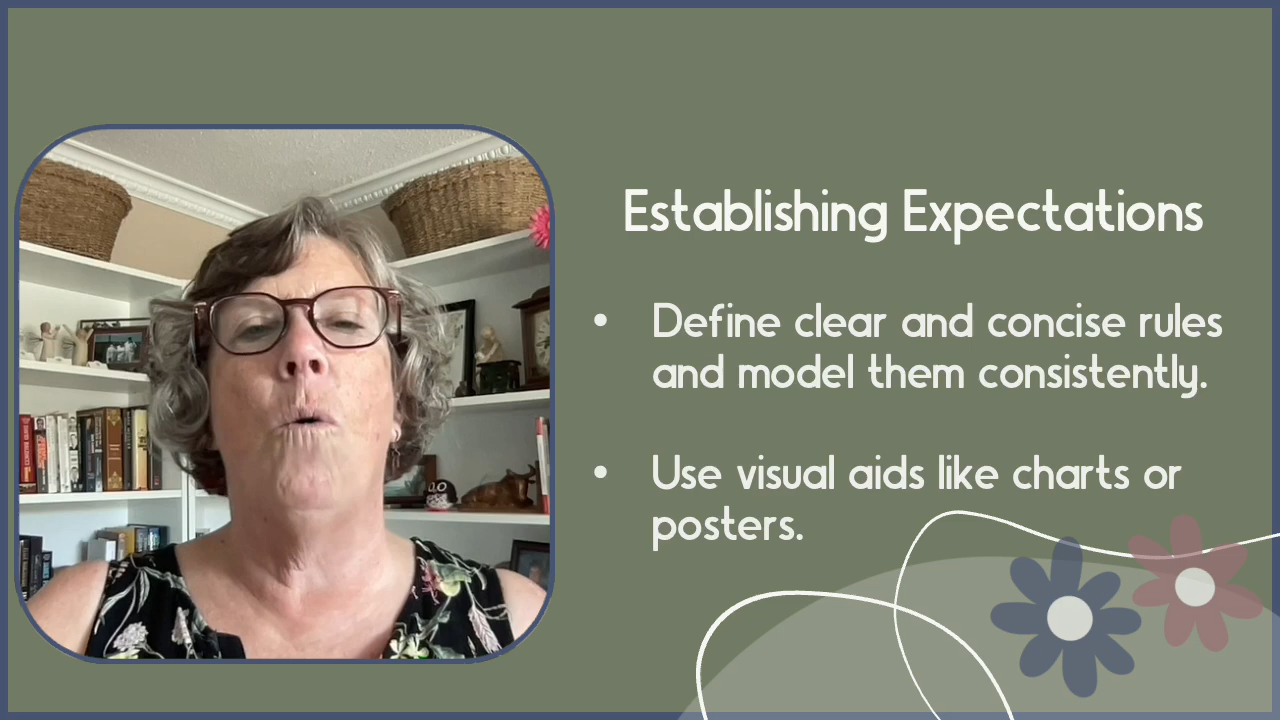 Establishing Expectations
• Define clear and concise rules
and model them consistently.
• Use visual aids like charts or
posters.